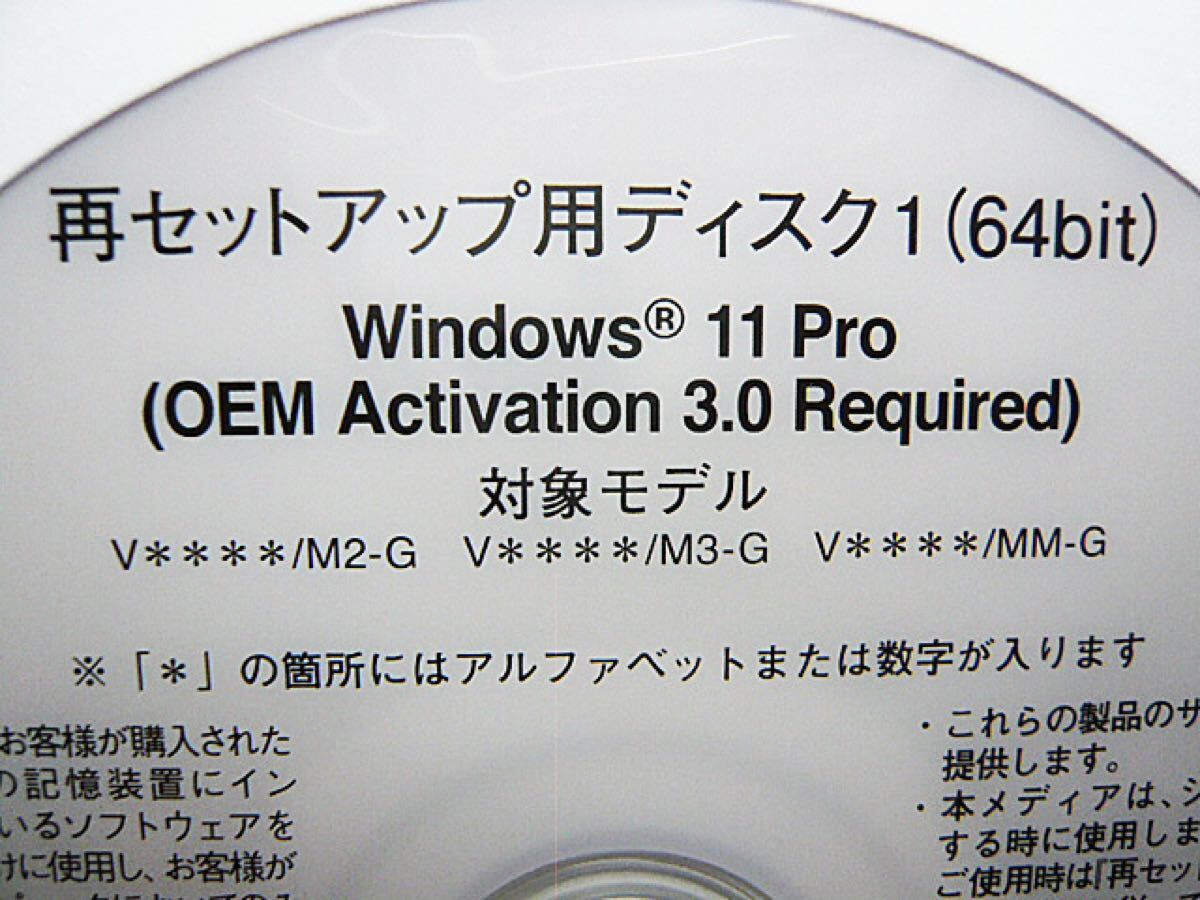 再セットアップ用ディスク1(64bit)
Windows® 11 Pro
(OEM Activation 3.0 Required)
対象モデル
V＊＊＊＊/M2-G V＊＊＊＊/M3-G V＊＊＊＊/MM-G
※「＊」の箇所にはアルファベットまたは数字が入ります
お客様が購入された
の記憶装置にイン
いるソフトウェアを
けに使用し、お客様が
・これらの製品のサ
提供します。
・本メディアは、シ
する時に使用しま
ご使用時は『再セッ